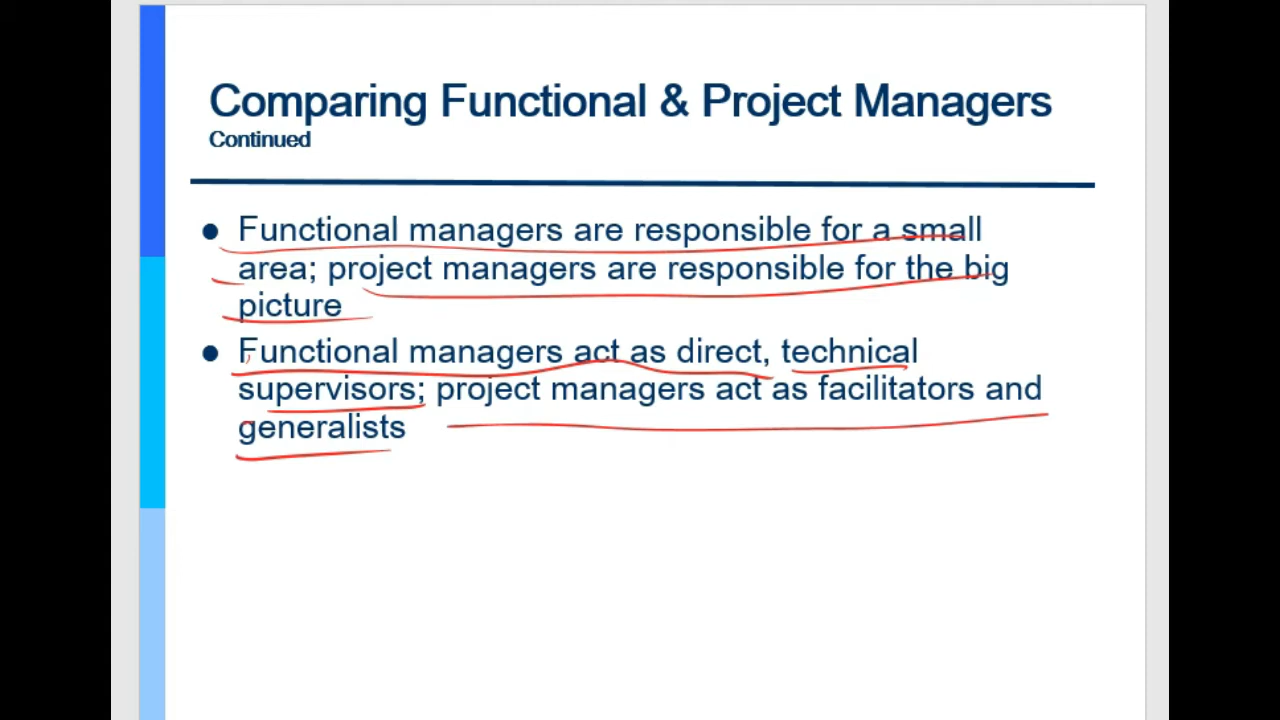 Comparing Functional & Project Managers
Continued
● Functional managers are responsible for a small
area; project managers are responsible for the big
picture
● Functional managers act as direct, technical
supervisors; project managers act as facilitators and
generalists